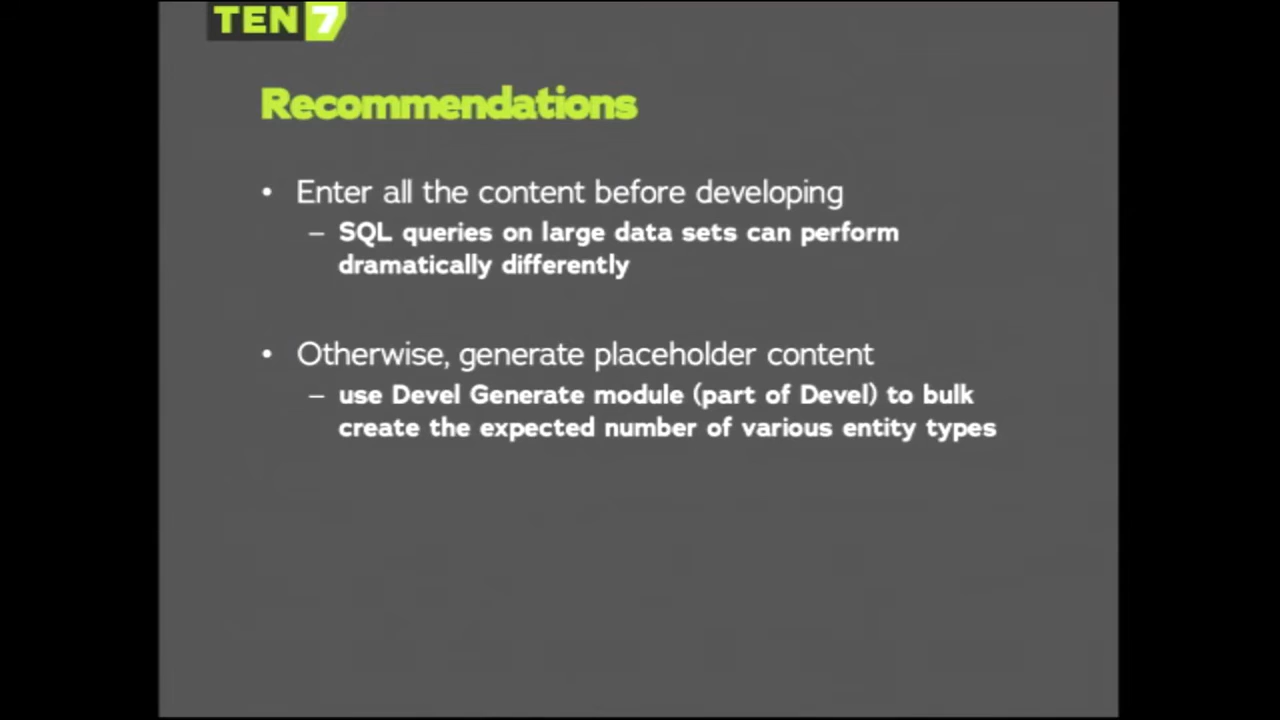 TEN 7
Recommendations
• Enter all the content before developing
– SQL queries on large data sets can perform
dramatically differently
• Otherwise, generate placeholder content
– use Devel Generate module (part of Devel) to bulk
create the expected number of various entity types